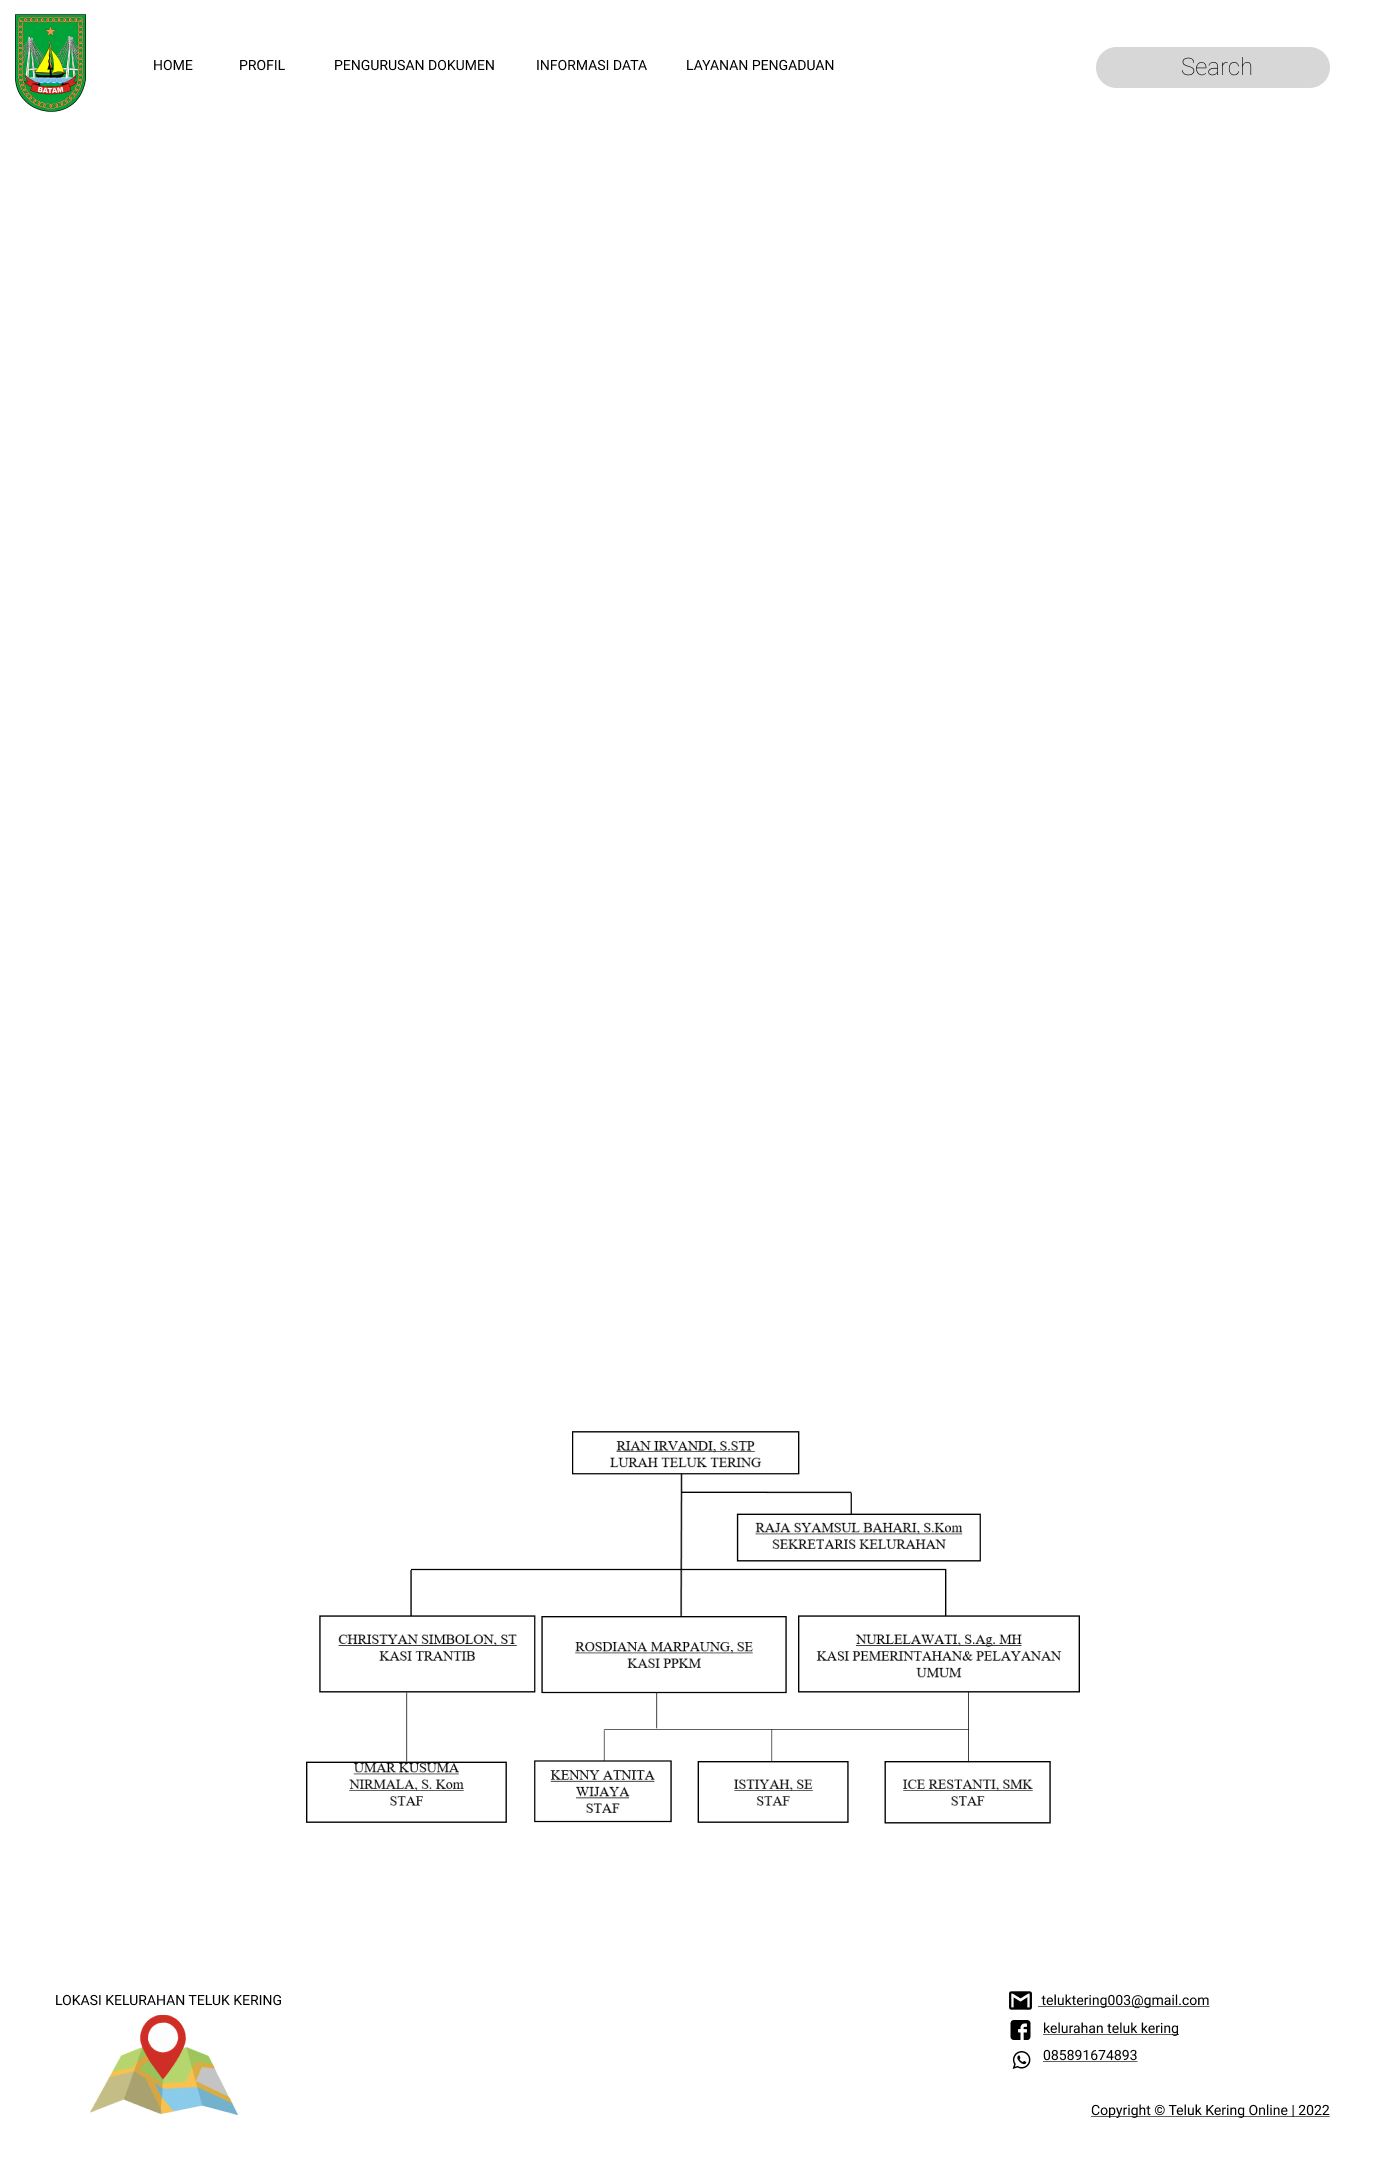 BATAM
HOME
PROFIL
PENGURUSAN DOKUMEN
INFORMASI DATA
LAYANAN PENGADUAN
Search
RIAN IRVANDI, S.STP
LURAH TELUK TERING
RAJA SYAMSUL BAHARI, S.Kom
SEKRETARIS KELURAHAN
CHRISTYAN SIMBOLON, ST
KASI TRANTIB
ROSDIANA MARPAUNG, SE
KASI PPKM
NURLELAWATI, S.Ag. MH
KASI PEMERINTAHAN& PELAYANAN
UMUM
UMAR KUSUMA
NIRMALA, S. Kom
STAF
KENNY ATNITA
WIJAYA
STAF
ISTIYAH, SE
STAF
ICE RESTANTI, SMK
STAF
LOKASI KELURAHAN TELUK KERING
teluktering003@gmail.com
kelurahan teluk kering
085891674893
Copyright © Teluk Kering Online | 2022